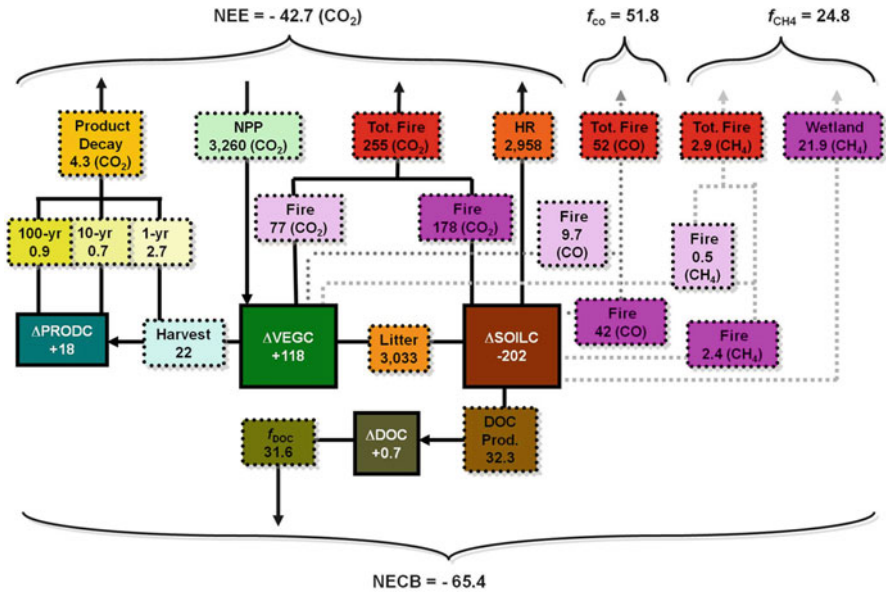 NEE = - 42.7 (CO₂)
f_co = 51.8
f_CH4 = 24.8
Product
Decay
4.3 (CO₂)
NPP
3,260 (CO₂)
Tot. Fire
255 (CO₂)
HR
2,958
Tot. Fire
52 (CO)
Tot. Fire
2.9 (CH₄)
Wetland
21.9 (CH₄)
100-yr
0.9
10-yr
0.7
1-yr
2.7
Fire
77 (CO₂)
Fire
178 (CO₂)
Fire
9.7
(CO)
Fire
0.5
(CH₄)
ΔPRODC
+18
Harvest
22
ΔVEGC
+118
Litter
3,033
ΔSOILC
-202
Fire
42 (CO)
Fire
2.4 (CH₄)
f_DOC
31.6
ΔDOC
+0.7
DOC
Prod.
32.3
NECB = - 65.4